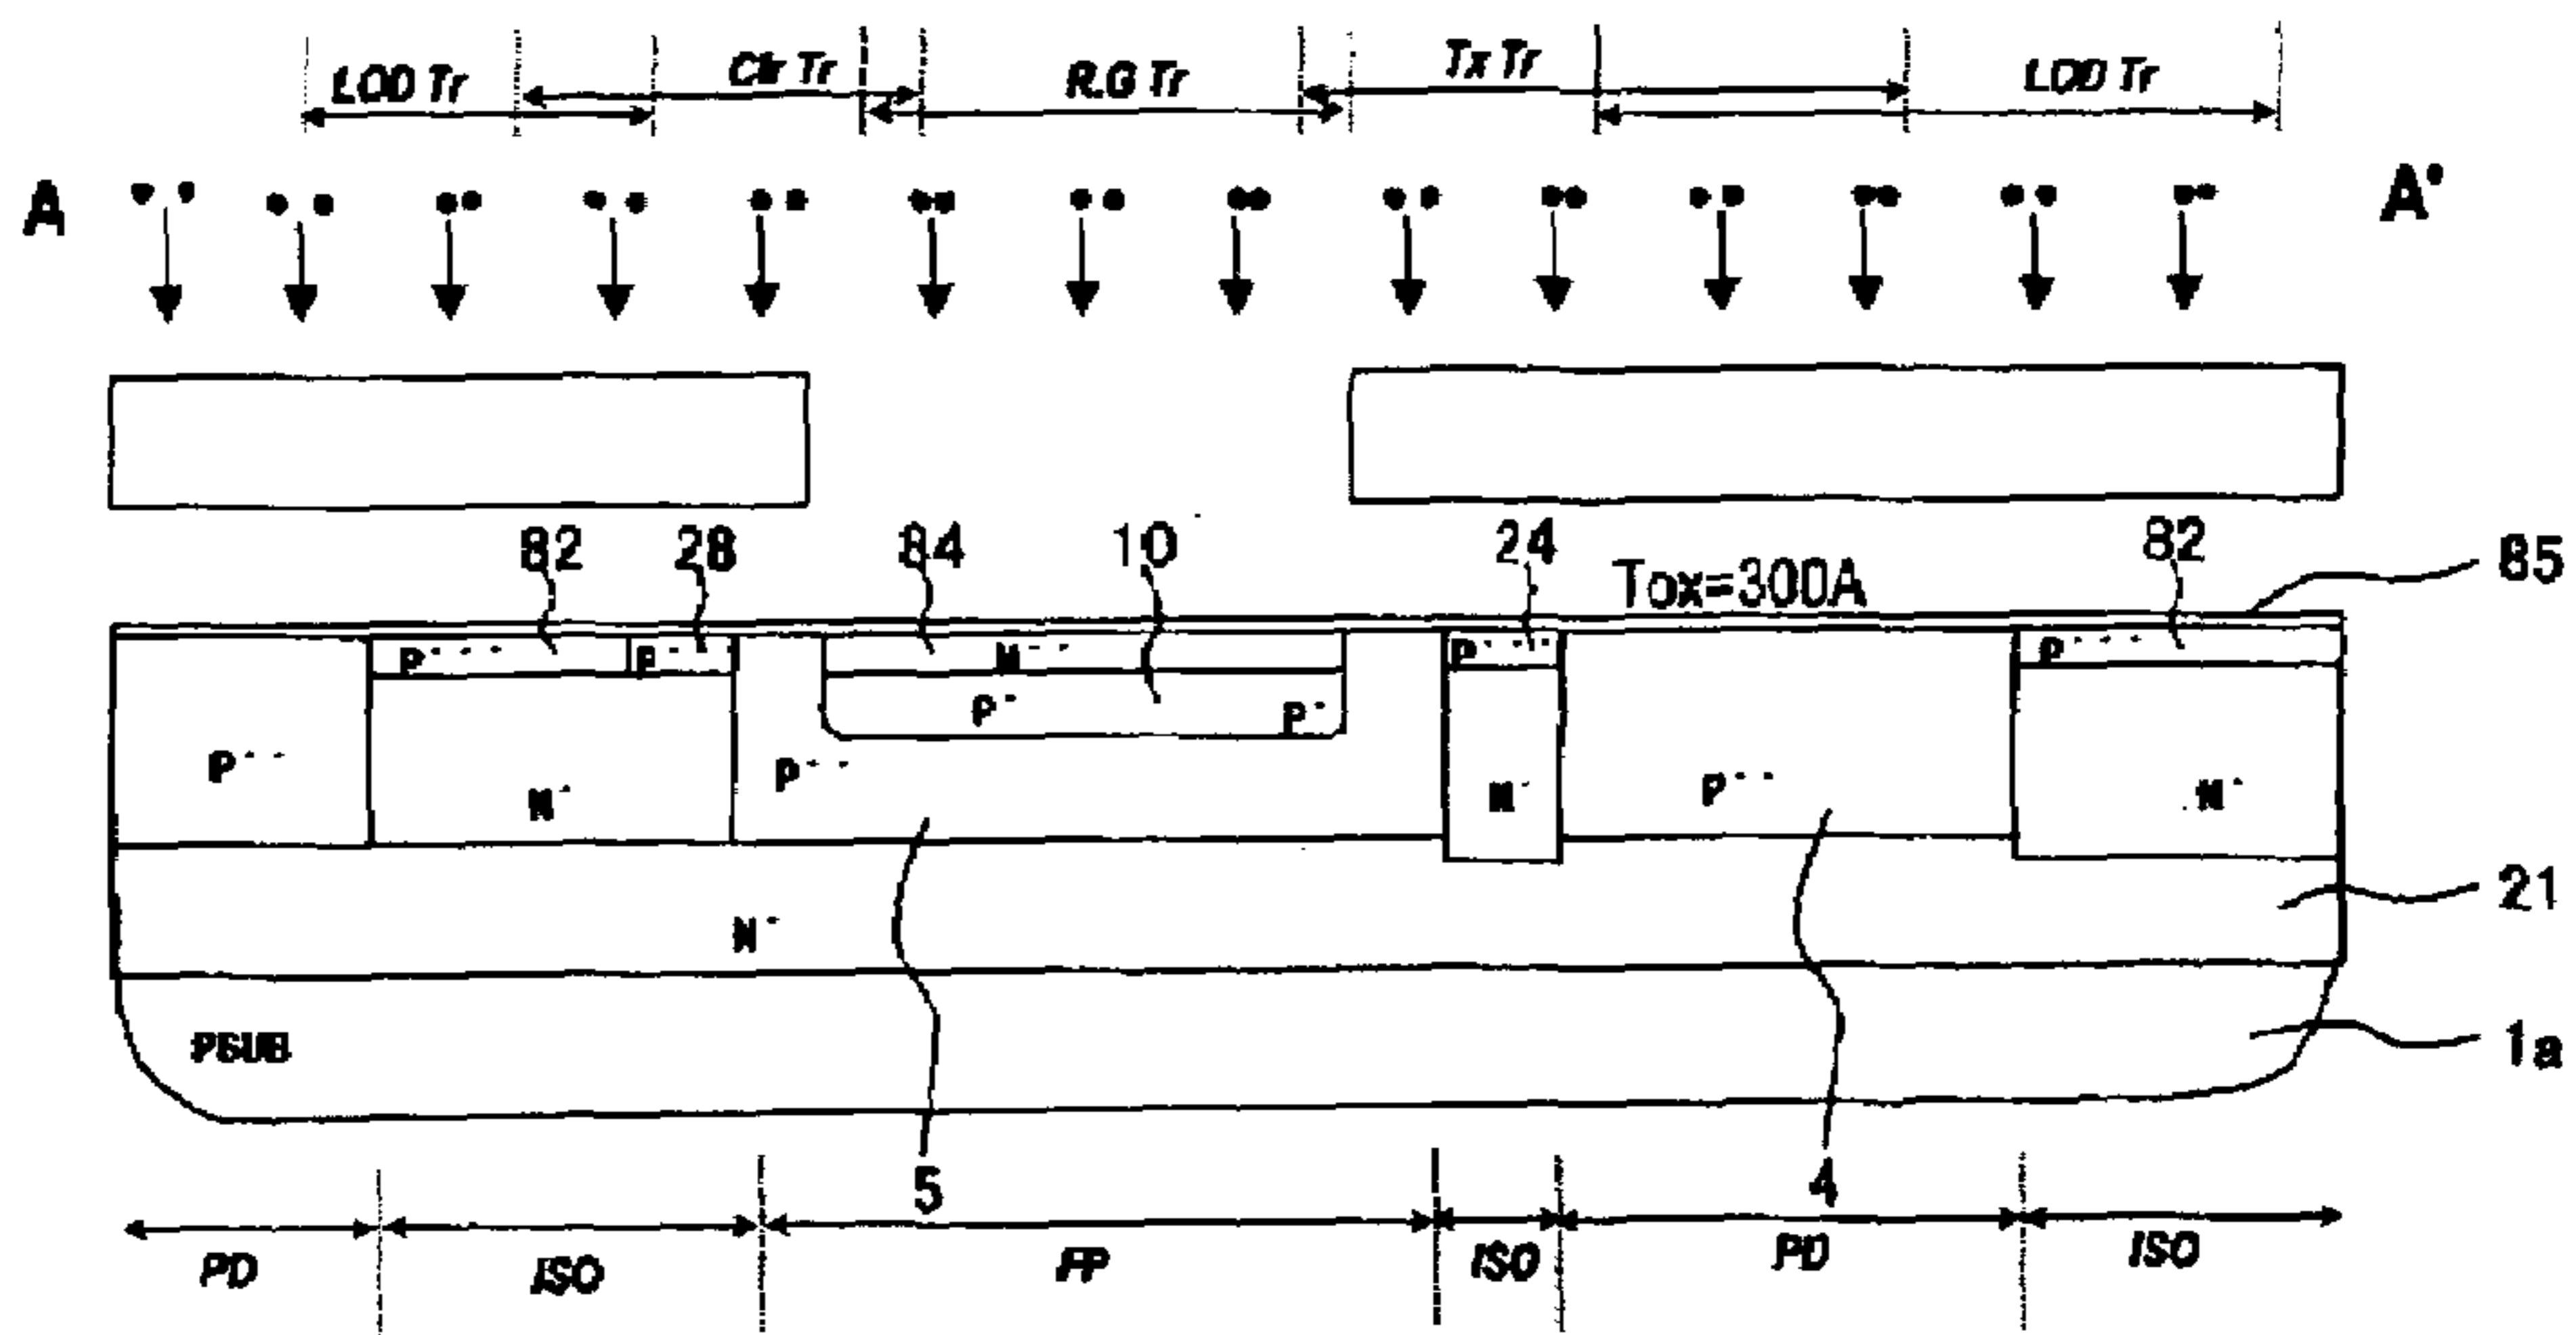 LOD Tr Clr Tr R.G Tr Tx Tr LOD Tr
A A'
82 28 84 10 24 Tox=300A 82 85
P--- P--- N-- P--- P---
P- P-
P-- N- P-- N- P-- N-
N- 21
PSUB 1a
5 4
PD ISO FP ISO PD ISO